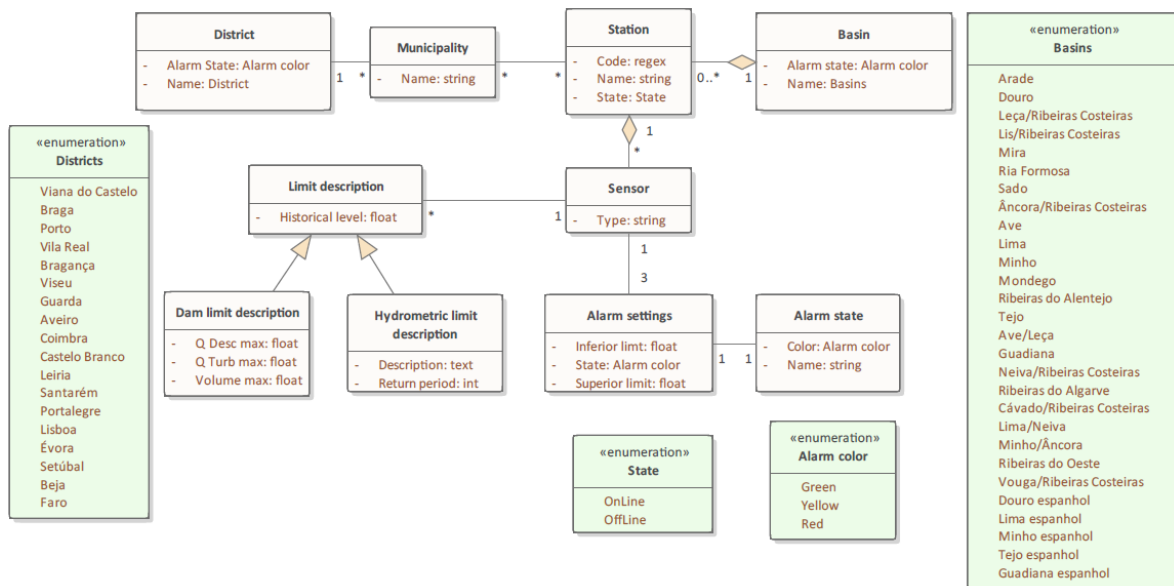 District
- Alarm State: Alarm color
- Name: District
1
*
Municipality
- Name: string
*
*
Station
- Code: regex
- Name: string
- State: State
0..*
1
Basin
- Alarm state: Alarm color
- Name: Basins
«enumeration»
Basins
Arade
Douro
Leça/Ribeiras Costeiras
Lis/Ribeiras Costeiras
Mira
Ria Formosa
Sado
Âncora/Ribeiras Costeiras
Ave
Lima
Minho
Mondego
Ribeiras do Alentejo
Tejo
Ave/Leça
Guadiana
Neiva/Ribeiras Costeiras
Ribeiras do Algarve
Cávado/Ribeiras Costeiras
Lima/Neiva
Minho/Âncora
Ribeiras do Oeste
Vouga/Ribeiras Costeiras
Douro espanhol
Lima espanhol
Minho espanhol
Tejo espanhol
Guadiana espanhol
«enumeration»
Districts
Viana do Castelo
Braga
Porto
Vila Real
Bragança
Viseu
Guarda
Aveiro
Coimbra
Castelo Branco
Leiria
Santarém
Portalegre
Lisboa
Évora
Setúbal
Beja
Faro
1
*
Limit description
- Historical level: float
*
1
Sensor
- Type: string
1
3
Dam limit description
- Q Desc max: float
- Q Turb max: float
- Volume max: float
Hydrometric limit
description
- Description: text
- Return period: int
Alarm settings
- Inferior limt: float
- State: Alarm color
- Superior limit: float
1
1
Alarm state
- Color: Alarm color
- Name: string
«enumeration»
State
OnLine
OffLine
«enumeration»
Alarm color
Green
Yellow
Red